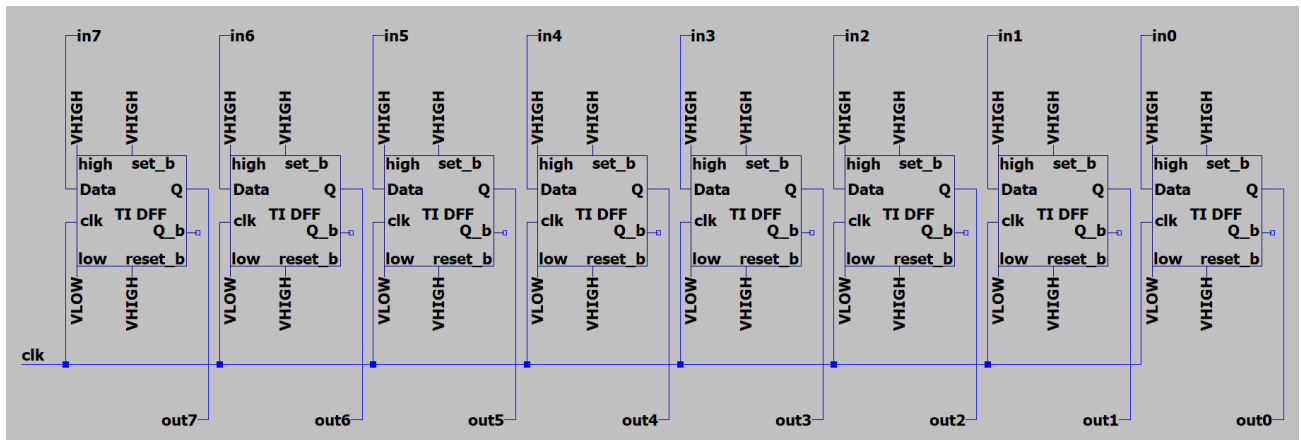 in7 in6 in5 in4 in3 in2 in1 in0
VHIGH VHIGH VHIGH VHIGH VHIGH VHIGH VHIGH VHIGH VHIGH VHIGH VHIGH VHIGH VHIGH VHIGH VHIGH VHIGH
high set_b high set_b high set_b high set_b high set_b high set_b high set_b high set_b
Data Q Data Q Data Q Data Q Data Q Data Q Data Q Data Q
TI DFF TI DFF TI DFF TI DFF TI DFF TI DFF TI DFF TI DFF
clk clk clk clk clk clk clk clk
Q_b Q_b Q_b Q_b Q_b Q_b Q_b Q_b
low reset_b low reset_b low reset_b low reset_b low reset_b low reset_b low reset_b low reset_b
VLOW VHIGH VLOW VHIGH VLOW VHIGH VLOW VHIGH VLOW VHIGH VLOW VHIGH VLOW VHIGH VLOW VHIGH
clk
out7 out6 out5 out4 out3 out2 out1 out0